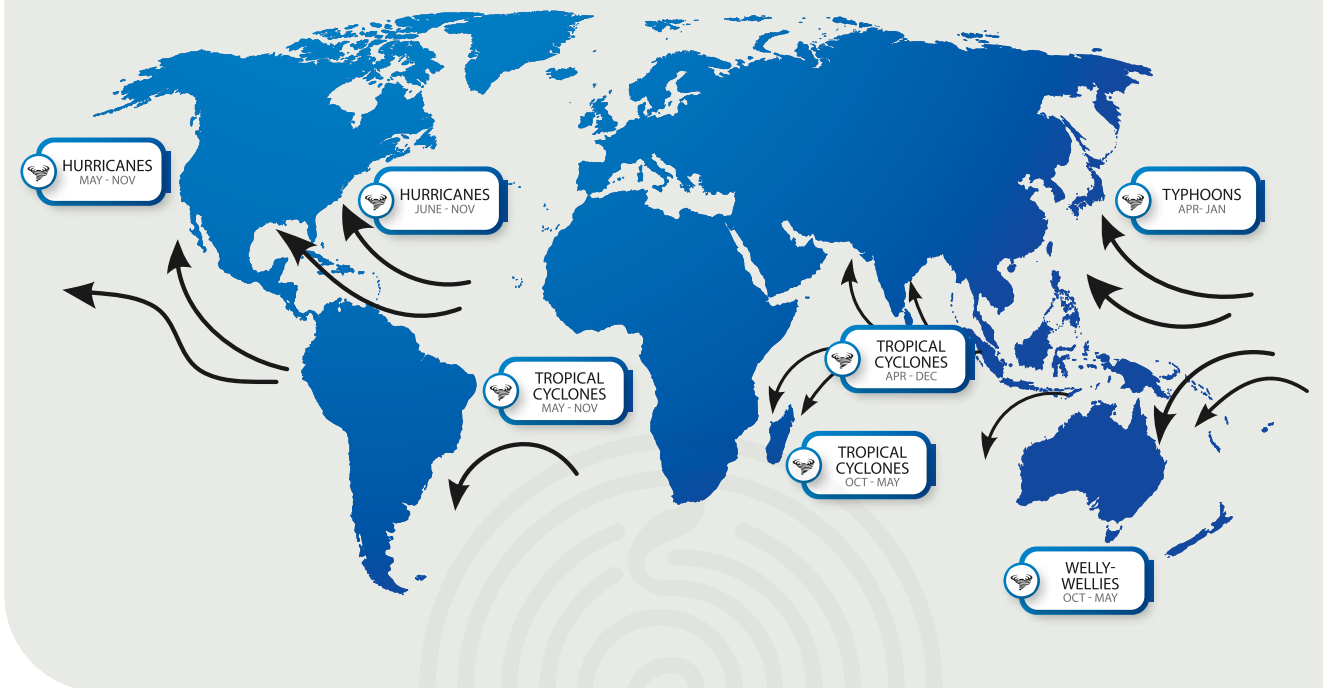 HURRICANES
MAY - NOV
HURRICANES
JUNE - NOV
TYPHOONS
APR- JAN
TROPICAL
CYCLONES
APR - DEC
TROPICAL
CYCLONES
MAY - NOV
TROPICAL
CYCLONES
OCT - MAY
WELLY-
WELLIES
OCT - MAY